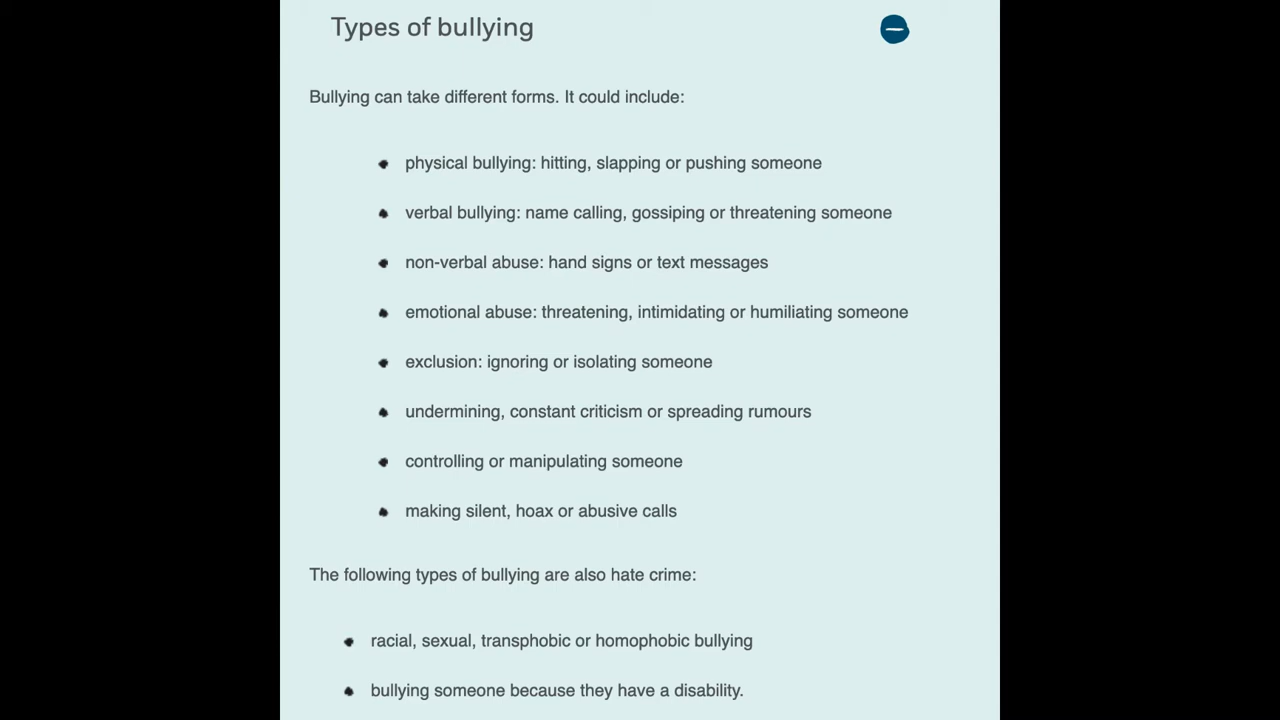 Types of bullying
Bullying can take different forms. It could include:
physical bullying: hitting, slapping or pushing someone
verbal bullying: name calling, gossiping or threatening someone
non-verbal abuse: hand signs or text messages
emotional abuse: threatening, intimidating or humiliating someone
exclusion: ignoring or isolating someone
undermining, constant criticism or spreading rumours
controlling or manipulating someone
making silent, hoax or abusive calls
The following types of bullying are also hate crime:
racial, sexual, transphobic or homophobic bullying
bullying someone because they have a disability.